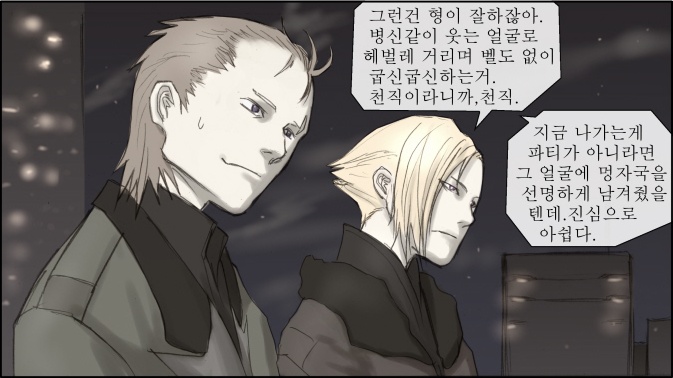 그런건 형이 잘하잖아.
병신같이 웃는 얼굴로
헤벌레 거리며 벨도 없이
굽신굽신하는거.
천직이라니까,천직.
지금 나가는게
파티가 아니라면
그 얼굴에 멍자국을
선명하게 남겨줬을
텐데.진심으로
아쉽다.